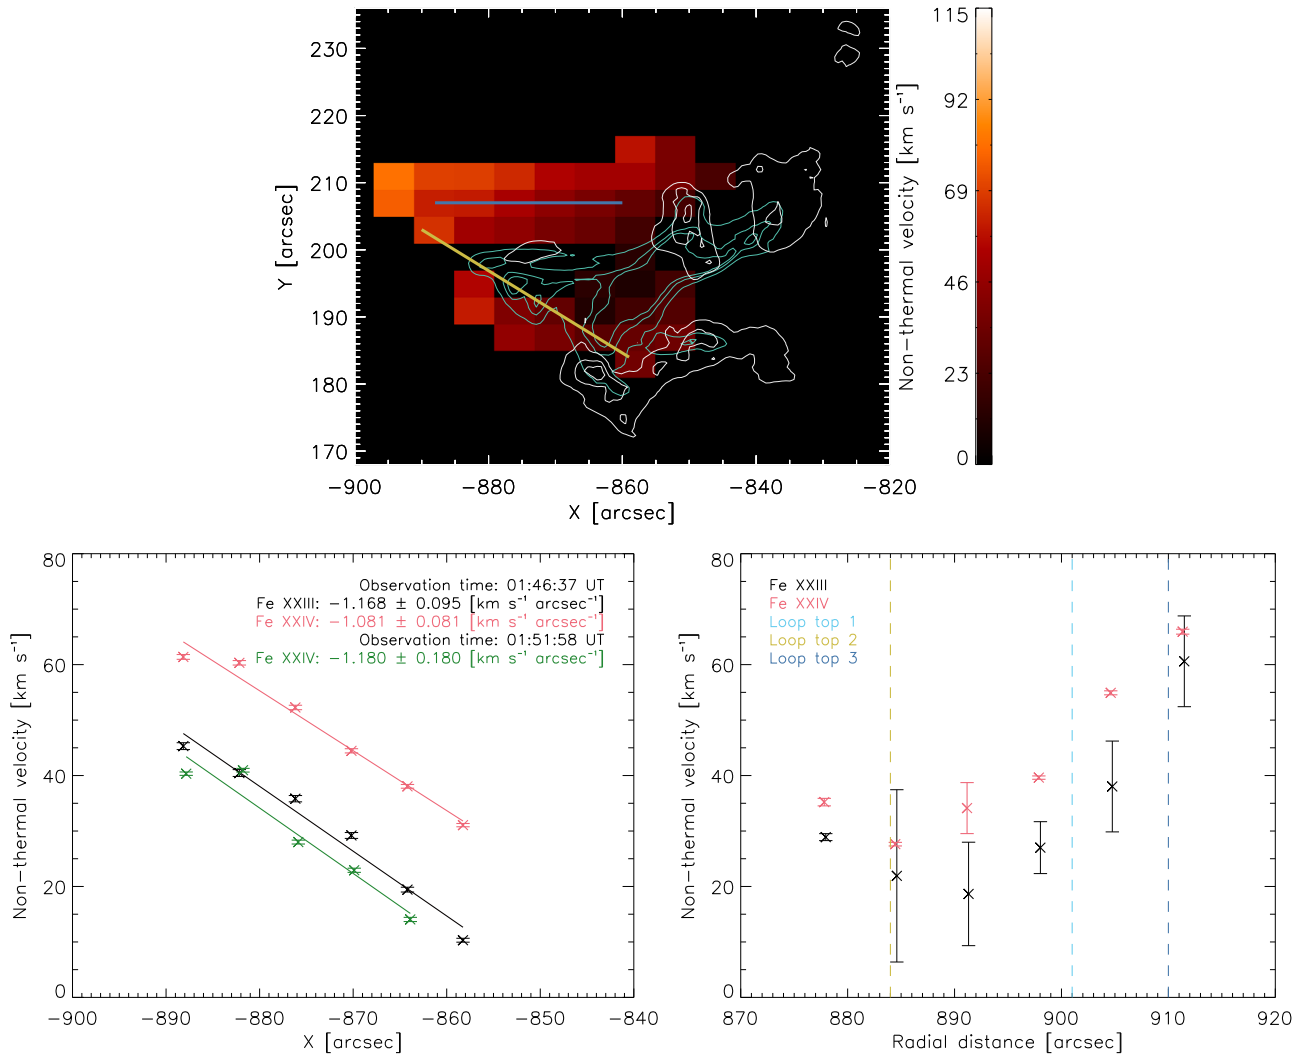 230
220
210
200
190
180
170
Y [arcsec]
−900
−880
−860
−840
−820
X [arcsec]
115
92
69
46
23
0
Non−thermal velocity [km s⁻¹]
80
60
40
20
0
Non−thermal velocity [km s⁻¹]
Observation time: 01:46:37 UT
Fe XXIII: −1.168 ± 0.095 [km s⁻¹ arcsec⁻¹]
Fe XXIV: −1.081 ± 0.081 [km s⁻¹ arcsec⁻¹]
Observation time: 01:51:58 UT
Fe XXIV: −1.180 ± 0.180 [km s⁻¹ arcsec⁻¹]
−900
−880
−870
−860
−850
−840
X [arcsec]
80
60
40
20
0
Non−thermal velocity [km s⁻¹]
Fe XXIII
Fe XXIV
Loop top 1
Loop top 2
Loop top 3
870
880
890
900
910
920
Radial distance [arcsec]